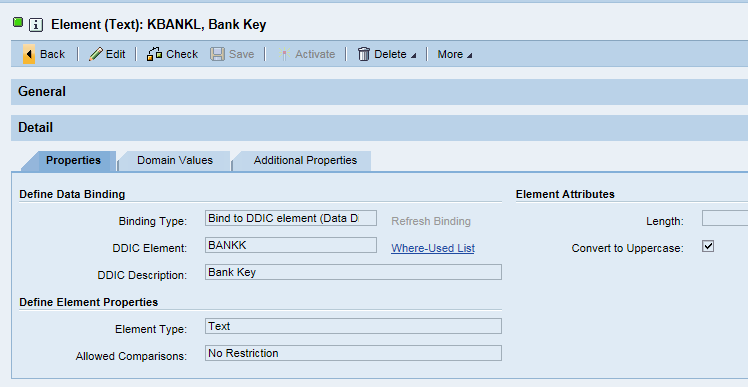 Element (Text): KBANKL, Bank Key
Back Edit Check Save Activate Delete More
General
Detail
Properties Domain Values Additional Properties
Define Data Binding Element Attributes
Binding Type: Bind to DDIC element (Data D Refresh Binding Length:
DDIC Element: BANKK Where-Used List Convert to Uppercase:
DDIC Description: Bank Key
Define Element Properties
Element Type: Text
Allowed Comparisons: No Restriction